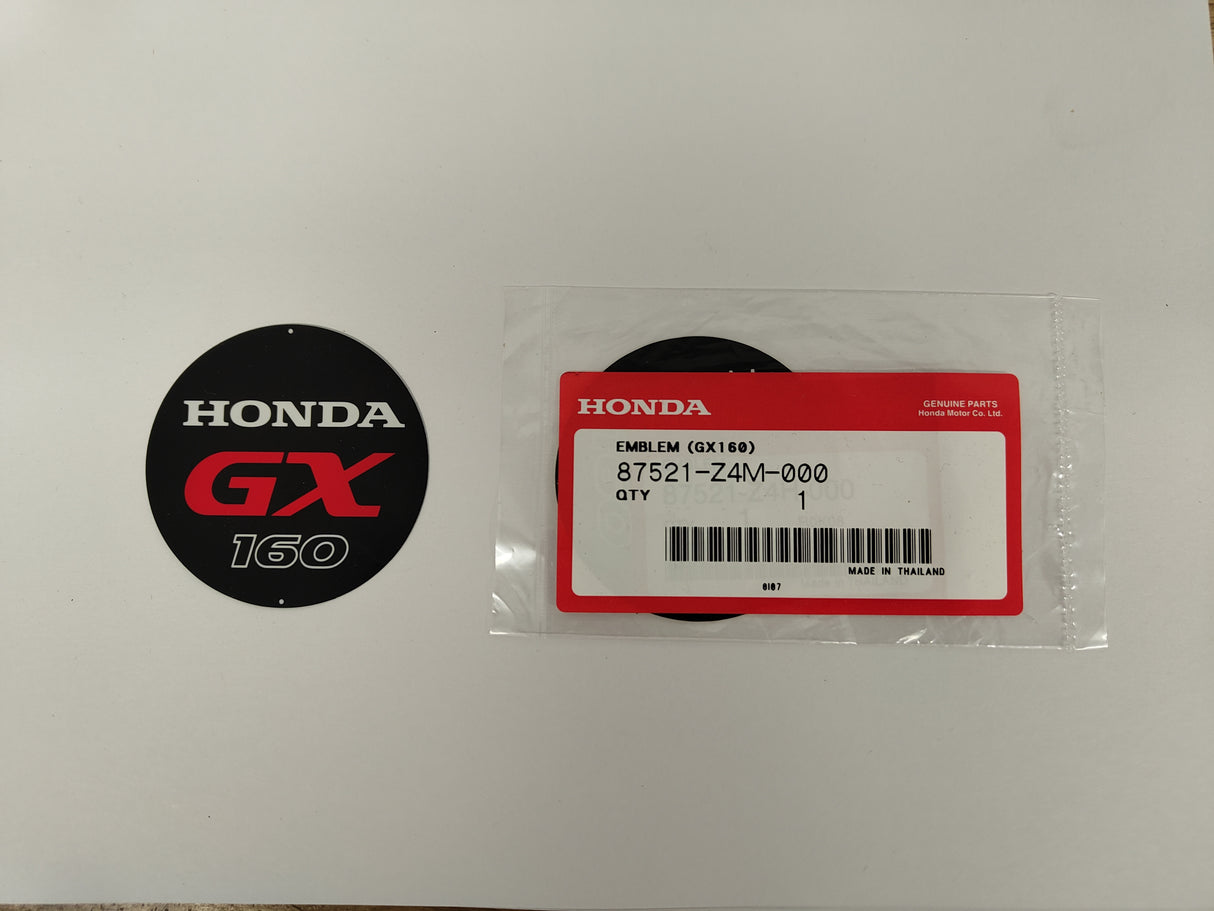 HONDA
GX
160
HONDA
GENUINE PARTS
Honda Motor Co. Ltd.
EMBLEM (GX160)
87521-Z4M-000
QTY 1
MADE IN THAILAND